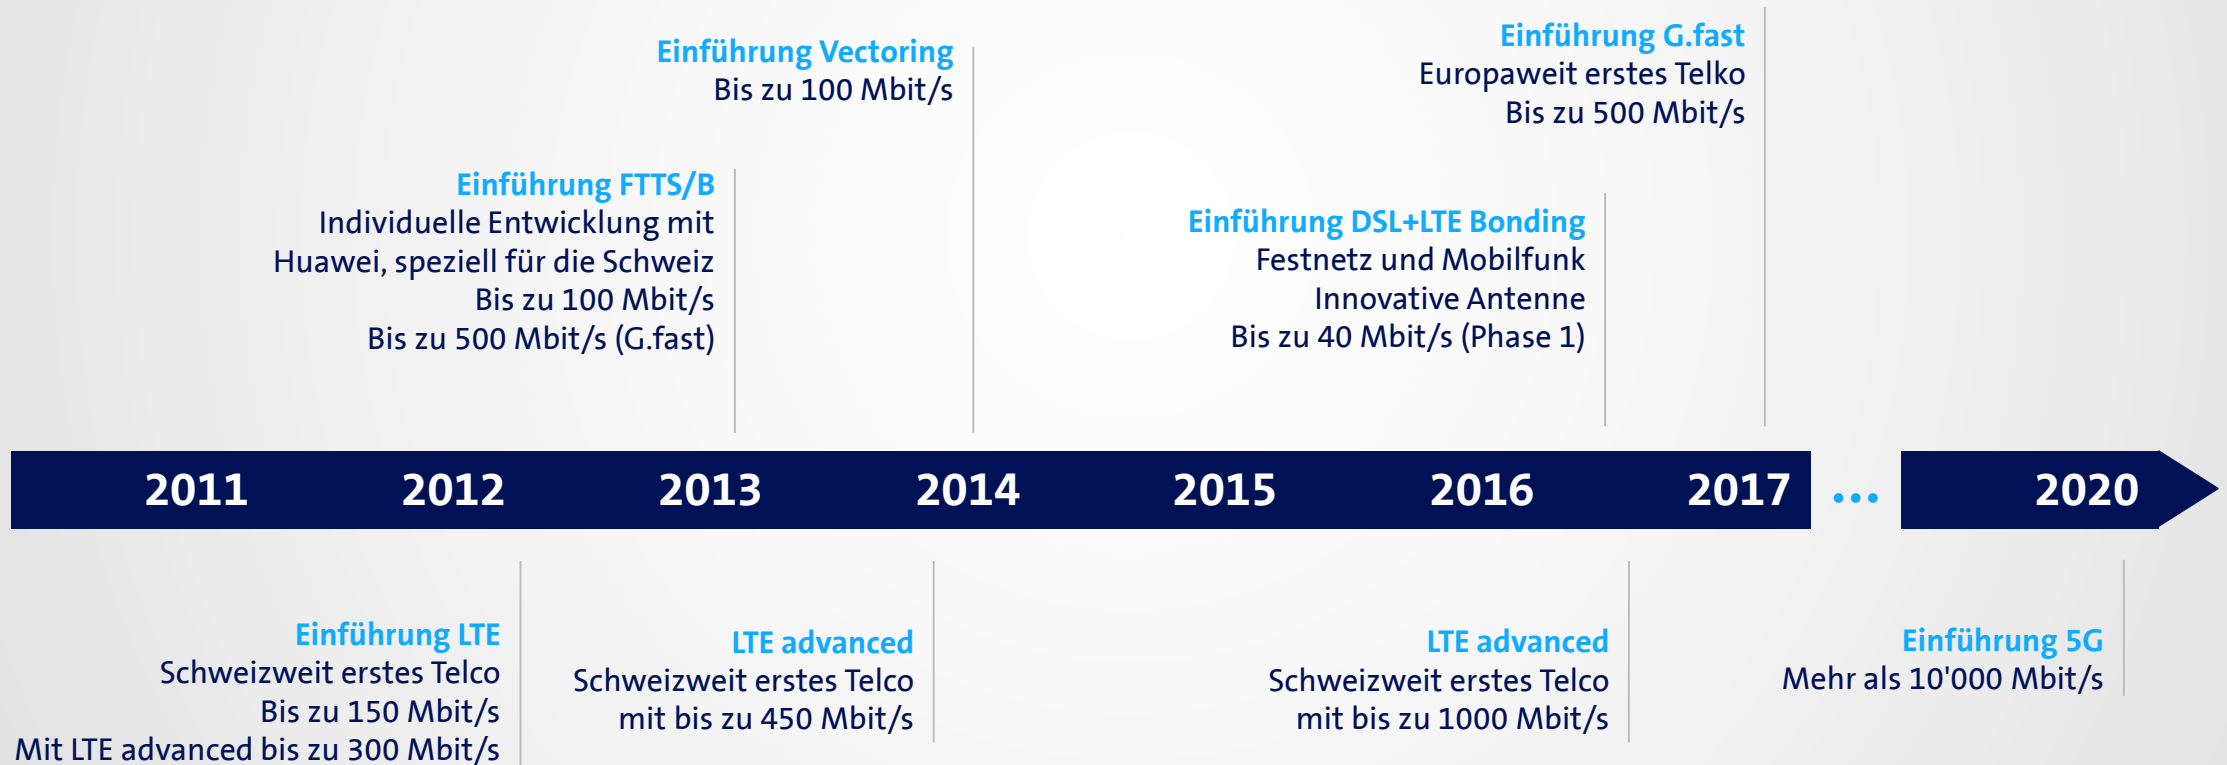 Einführung Vectoring
Bis zu 100 Mbit/s
Einführung G.fast
Europaweit erstes Telko
Bis zu 500 Mbit/s
Einführung FTTS/B
Individuelle Entwicklung mit
Huawei, speziell für die Schweiz
Bis zu 100 Mbit/s
Bis zu 500 Mbit/s (G.fast)
Einführung DSL+LTE Bonding
Festnetz und Mobilfunk
Innovative Antenne
Bis zu 40 Mbit/s (Phase 1)
2011 2012 2013 2014 2015 2016 2017 ... 2020
Einführung LTE
Schweizweit erstes Telco
Bis zu 150 Mbit/s
Mit LTE advanced bis zu 300 Mbit/s
LTE advanced
Schweizweit erstes Telco
mit bis zu 450 Mbit/s
LTE advanced
Schweizweit erstes Telco
mit bis zu 1000 Mbit/s
Einführung 5G
Mehr als 10'000 Mbit/s